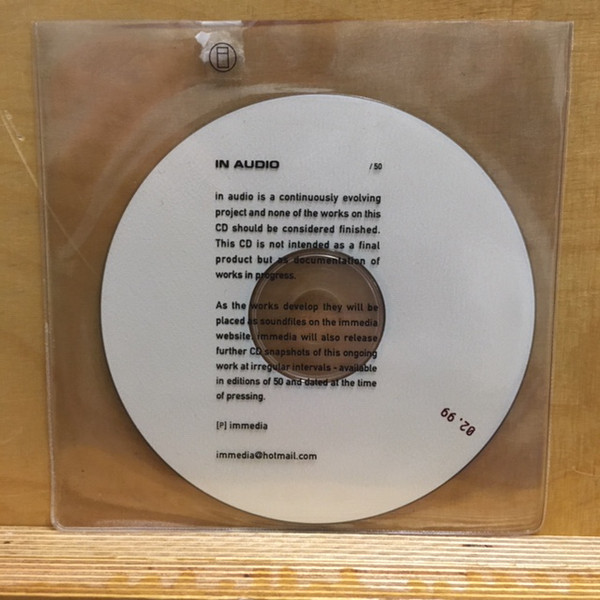 IN AUDIO /50
in audio is a continuously evolving
project and none of the works on this
CD should be considered finished.
This CD is not intended as a final
product but as documentation of
works in progress.
As the works develop they will be
placed as soundfiles on the immedia
website. immedia will also release
further CD snapshots of this ongoing
work at irregular intervals - available
in editions of 50 and dated at the time
of pressing.
[P] immedia
immedia@hotmail.com
02.99